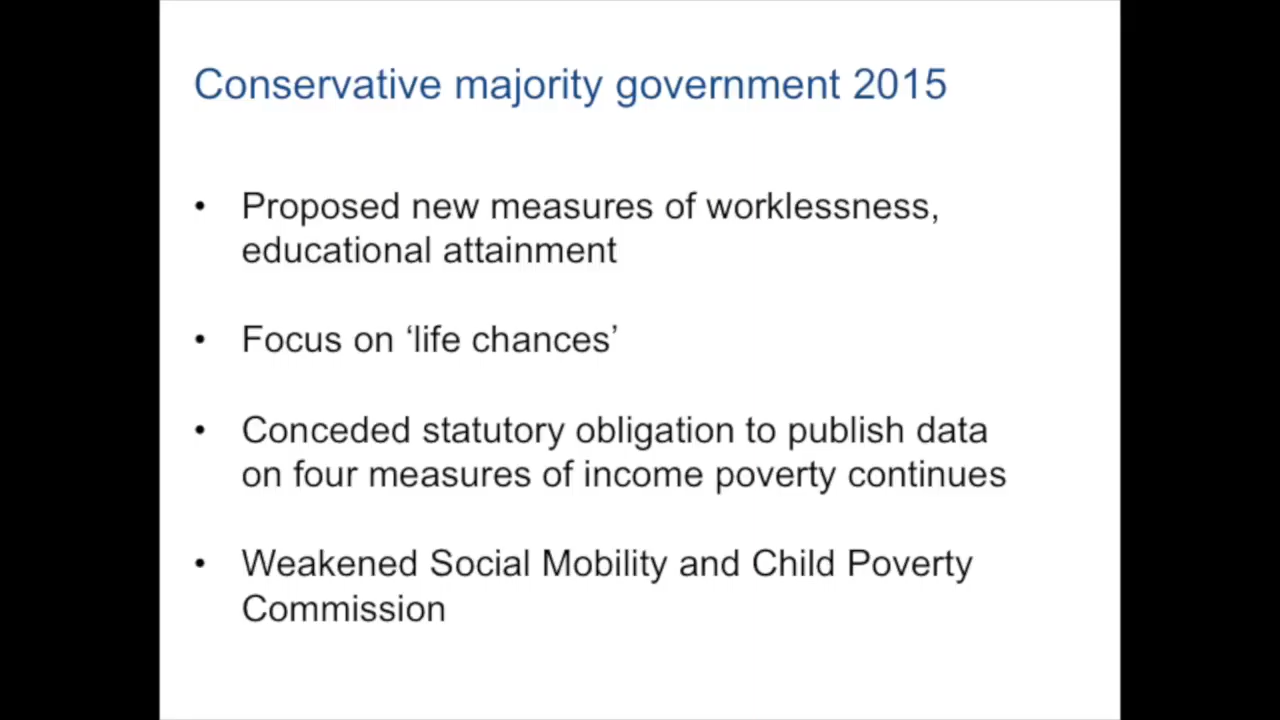 Conservative majority government 2015
• Proposed new measures of worklessness,
educational attainment
• Focus on ‘life chances’
• Conceded statutory obligation to publish data
on four measures of income poverty continues
• Weakened Social Mobility and Child Poverty
Commission